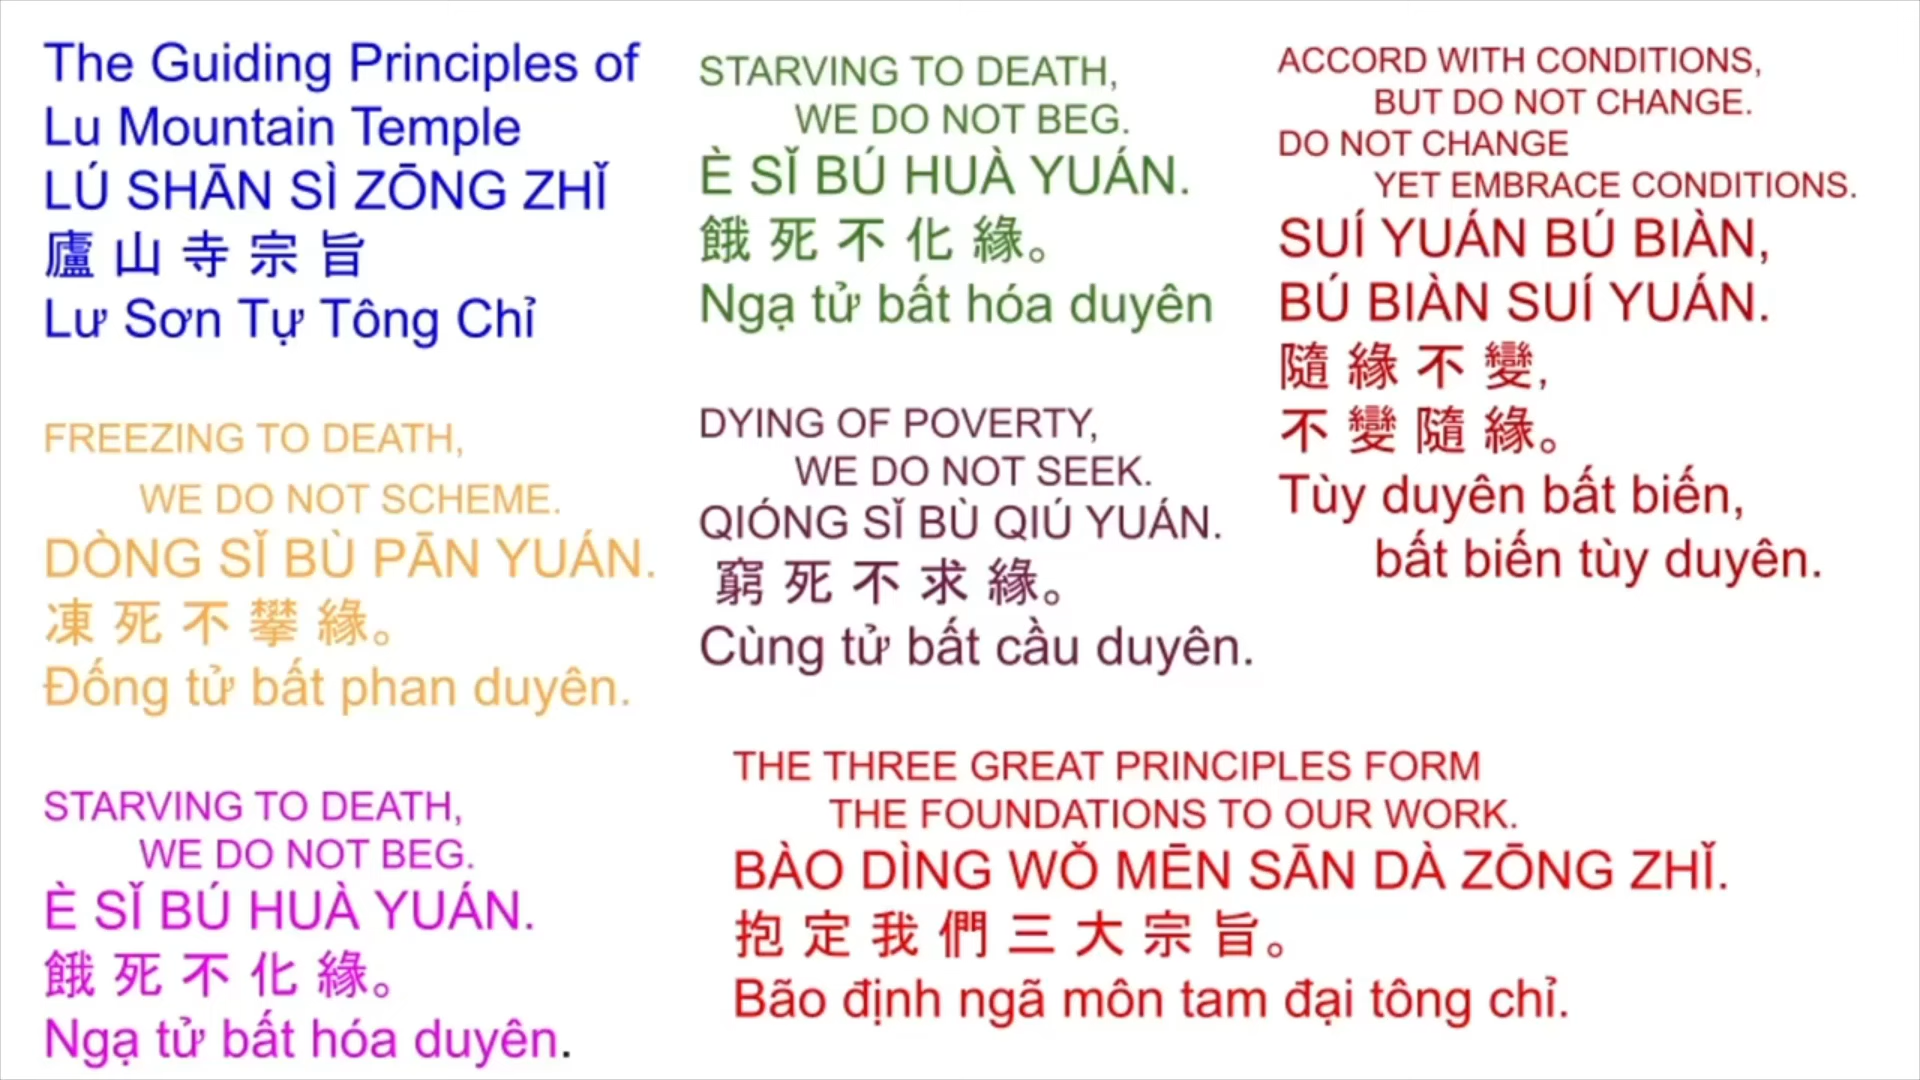 The Guiding Principles of
Lu Mountain Temple
LÚ SHĀN SÌ ZŌNG ZHǏ
廬 山 寺 宗 旨
Lư Sơn Tự Tông Chỉ
FREEZING TO DEATH,
WE DO NOT SCHEME.
DÒNG SǏ BÙ PĀN YUÁN.
凍 死 不 攀 緣。
Đống tử bất phan duyên.
STARVING TO DEATH,
WE DO NOT BEG.
È SǏ BÚ HUÀ YUÁN.
餓 死 不 化 緣。
Ngạ tử bất hóa duyên.
STARVING TO DEATH,
WE DO NOT BEG.
È SǏ BÚ HUÀ YUÁN.
餓 死 不 化 緣。
Ngạ tử bất hóa duyên
DYING OF POVERTY,
WE DO NOT SEEK.
QIÓNG SǏ BÙ QIÚ YUÁN.
窮 死 不 求 緣。
Cùng tử bất cầu duyên.
ACCORD WITH CONDITIONS,
BUT DO NOT CHANGE.
DO NOT CHANGE
YET EMBRACE CONDITIONS.
SUÍ YUÁN BÚ BIÀN,
BÚ BIÀN SUÍ YUÁN.
隨 緣 不 變,
不 變 隨 緣。
Tùy duyên bất biến,
bất biến tùy duyên.
THE THREE GREAT PRINCIPLES FORM
THE FOUNDATIONS TO OUR WORK.
BÀO DÌNG WǑ MĒN SĀN DÀ ZŌNG ZHǏ.
抱 定 我 們 三 大 宗 旨。
Bão định ngã môn tam đại tông chỉ.